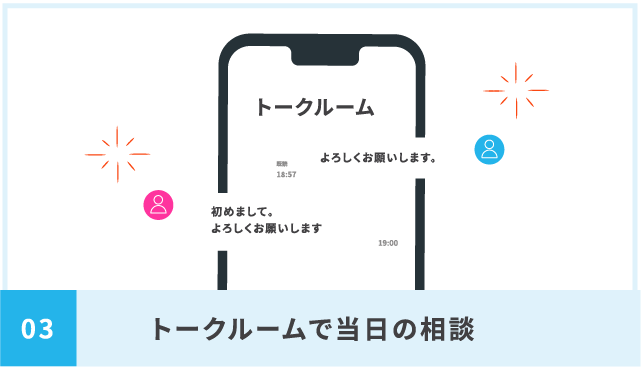 トークルーム
よろしくお願いします。
既読
18:57
初めまして。
よろしくお願いします
19:00
03
トークルームで当日の相談